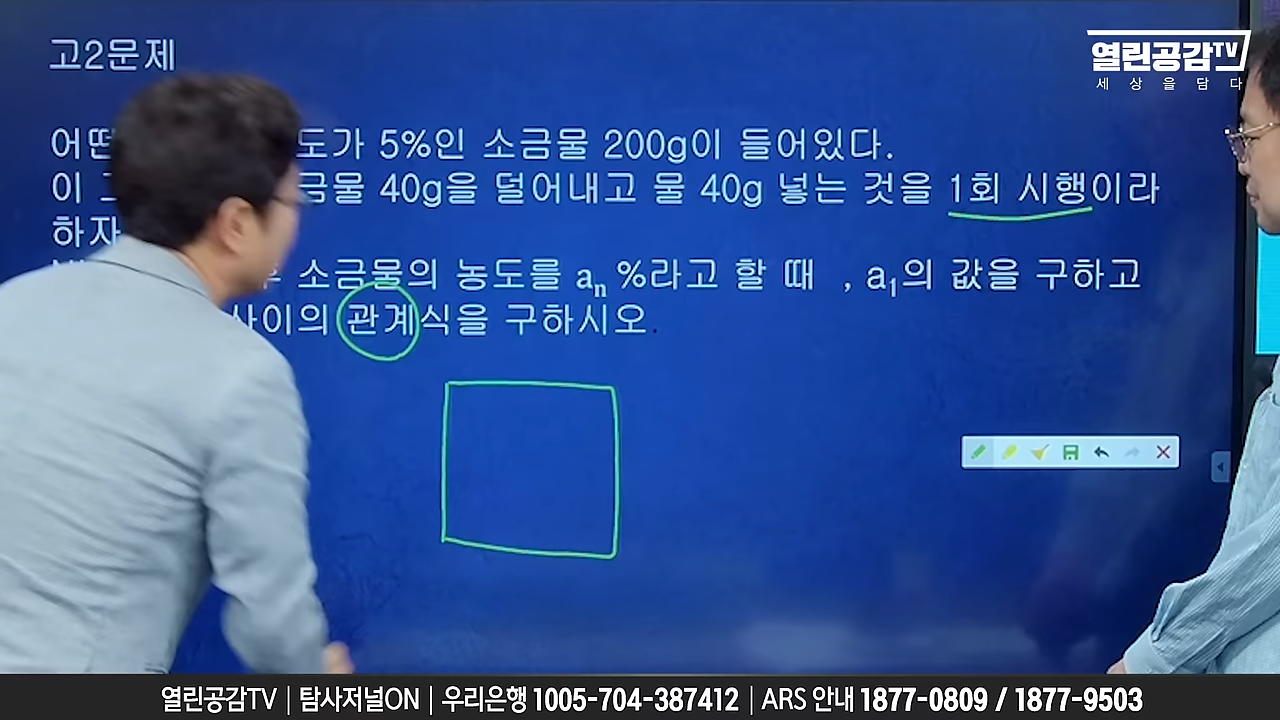 고2문제
열린공감TV
세상을담다
도가 5%인 소금물 200g이 들어있다.
40g을 덜어내고 물 40g 넣는 것을 1회 시행이라
하자
소금물의 농도를 aₙ %라고 할 때 , a₁의 값을 구하고
사이의 관계식을 구하시오.
열린공감TV | 탐사저널ON | 우리은행 1005-704-387412 | ARS 안내 1877-0809 / 1877-9503